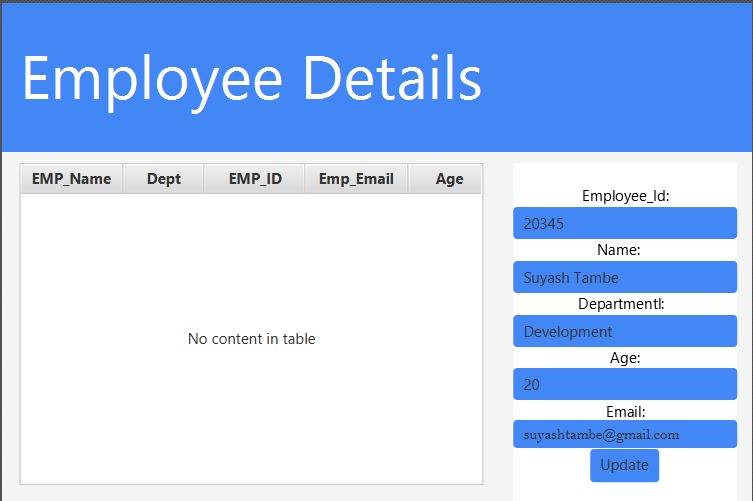 Employee Details
EMP_Name Dept EMP_ID Emp_Email Age
No content in table
Employee_Id:
20345
Name:
Suyash Tambe
Departmentl:
Development
Age:
20
Email:
suyashtambe@gmail.com
Update